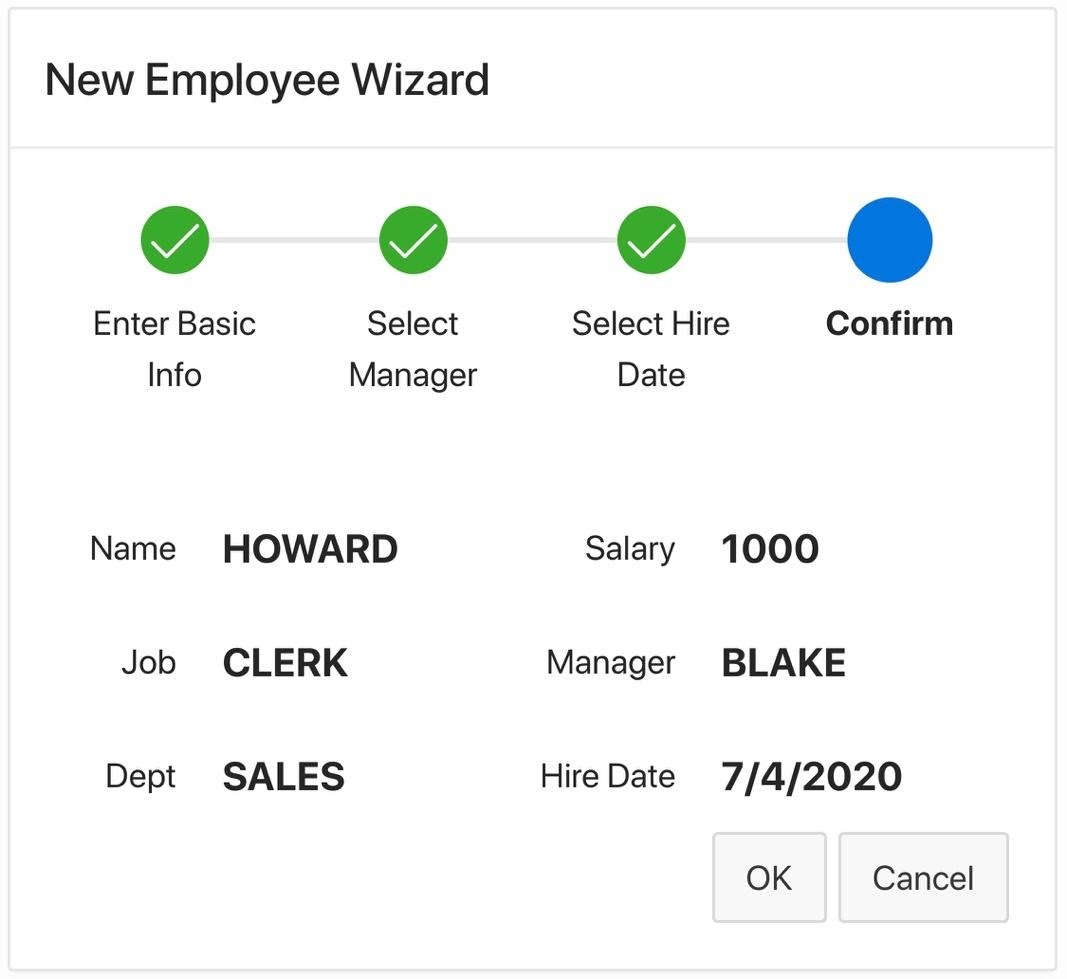 New Employee Wizard
Enter Basic
Info
Select
Manager
Select Hire
Date
Confirm
Name HOWARD Salary 1000
Job CLERK Manager BLAKE
Dept SALES Hire Date 7/4/2020
OK Cancel